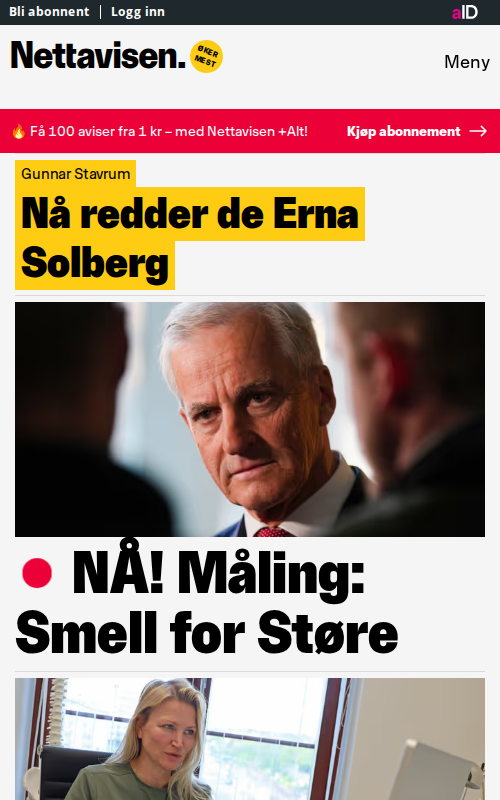 Bli abonnent | Logg inn
aID
Nettavisen.
ØKER
MEST
Meny
🔥 Få 100 aviser fra 1 kr – med Nettavisen +Alt!
Kjøp abonnement →
Gunnar Stavrum
Nå redder de Erna
Solberg
NÅ! Måling:
Smell for Støre